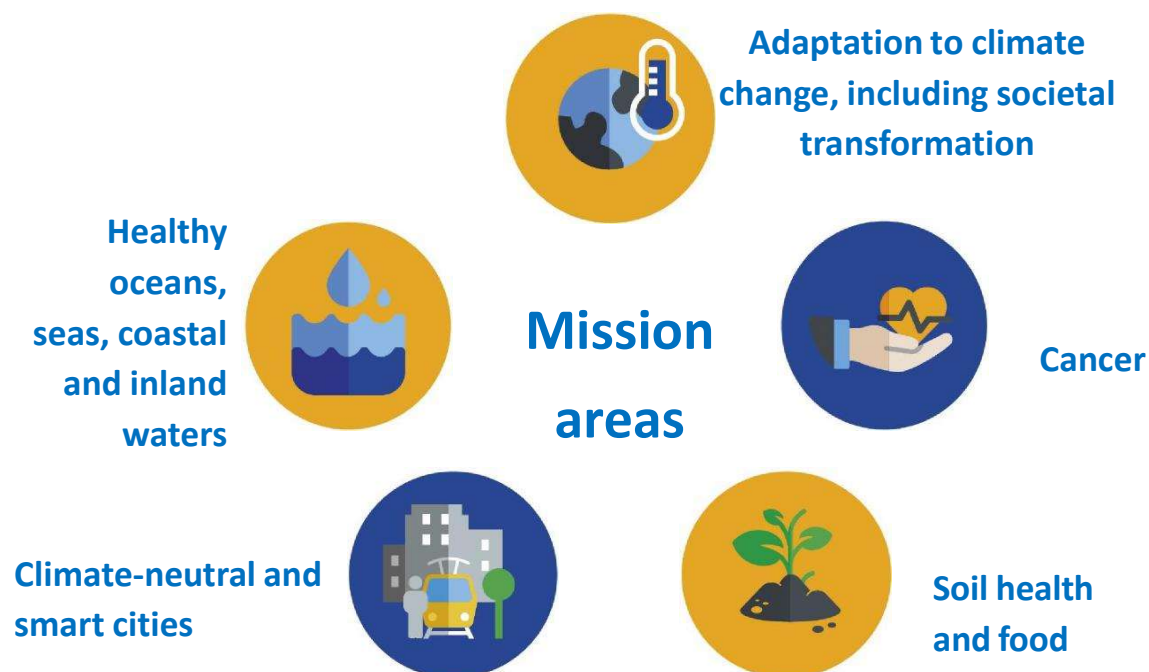 Adaptation to climate
change, including societal
transformation
Healthy
oceans,
seas, coastal
and inland
waters
Mission
areas
Cancer
Climate-neutral and
smart cities
Soil health
and food